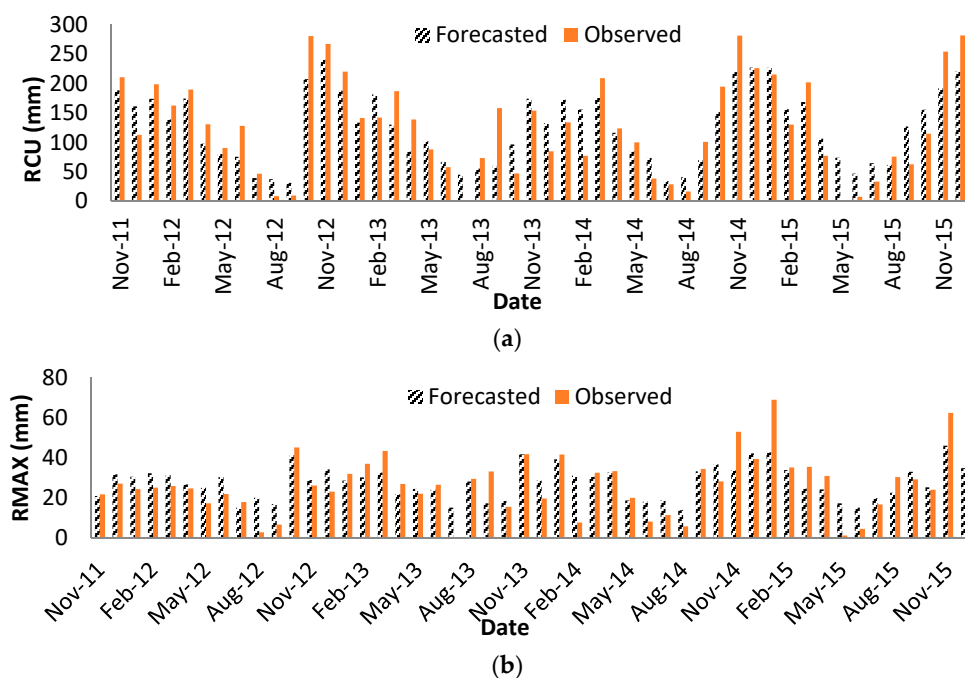 300
250
200
150
100
50
0
RCU (mm)
Forecasted Observed
Nov-11 Feb-12 May-12 Aug-12 Nov-12 Feb-13 May-13 Aug-13 Nov-13 Feb-14 May-14 Aug-14 Nov-14 Feb-15 May-15 Aug-15 Nov-15
Date
(a)
80
60
40
20
0
RMAX (mm)
Forecasted Observed
Nov-11 Feb-12 May-12 Aug-12 Nov-12 Feb-13 May-13 Aug-13 Nov-13 Feb-14 May-14 Aug-14 Nov-14 Feb-15 May-15 Aug-15 Nov-15
Date
(b)